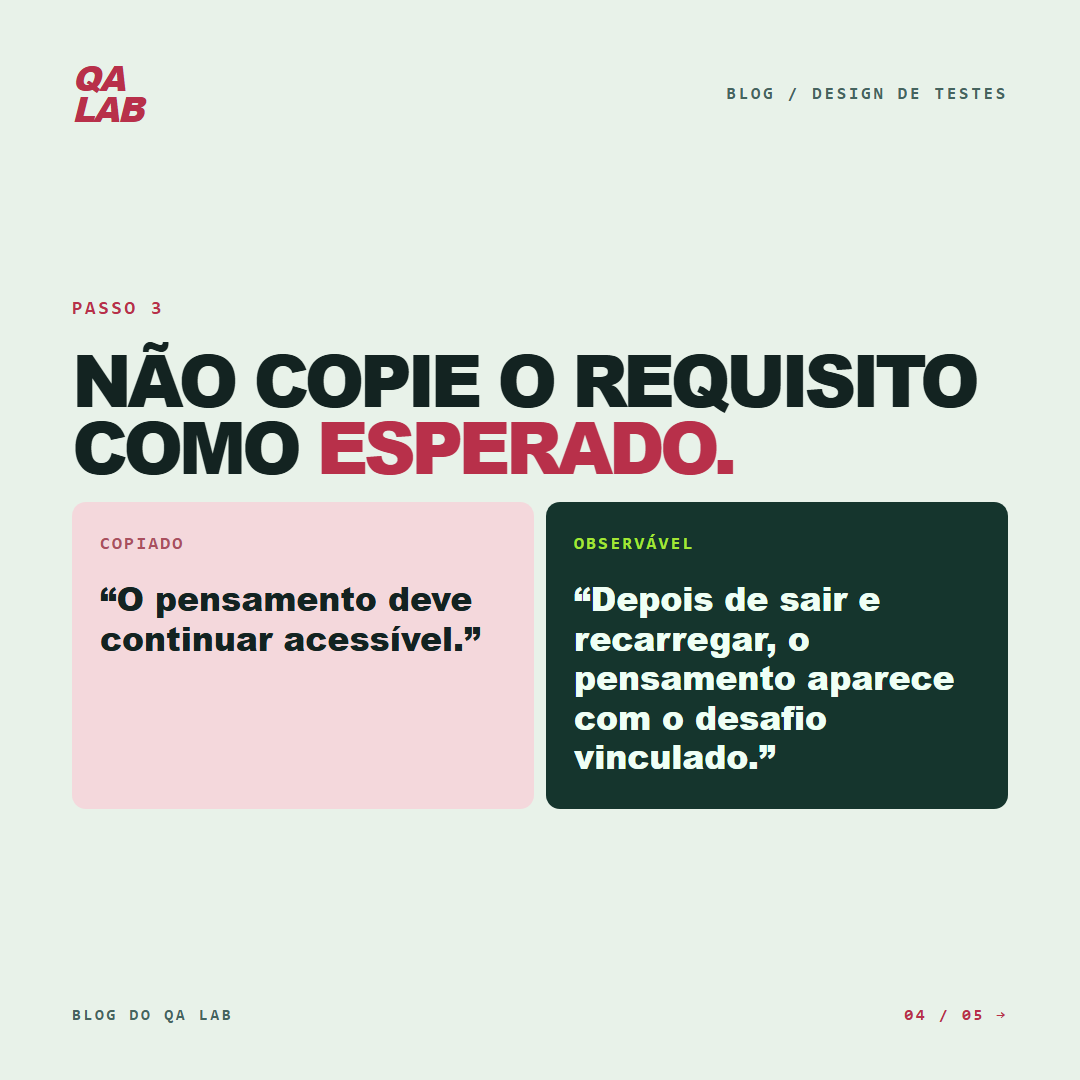 QA
LAB
BLOG / DESIGN DE TESTES
PASSO 3
NÃO COPIE O REQUISITO
COMO ESPERADO.
COPIADO
“O pensamento deve
continuar acessível.”
OBSERVÁVEL
“Depois de sair e
recarregar, o
pensamento aparece
com o desafio
vinculado.”
BLOG DO QA LAB
04 / 05 →